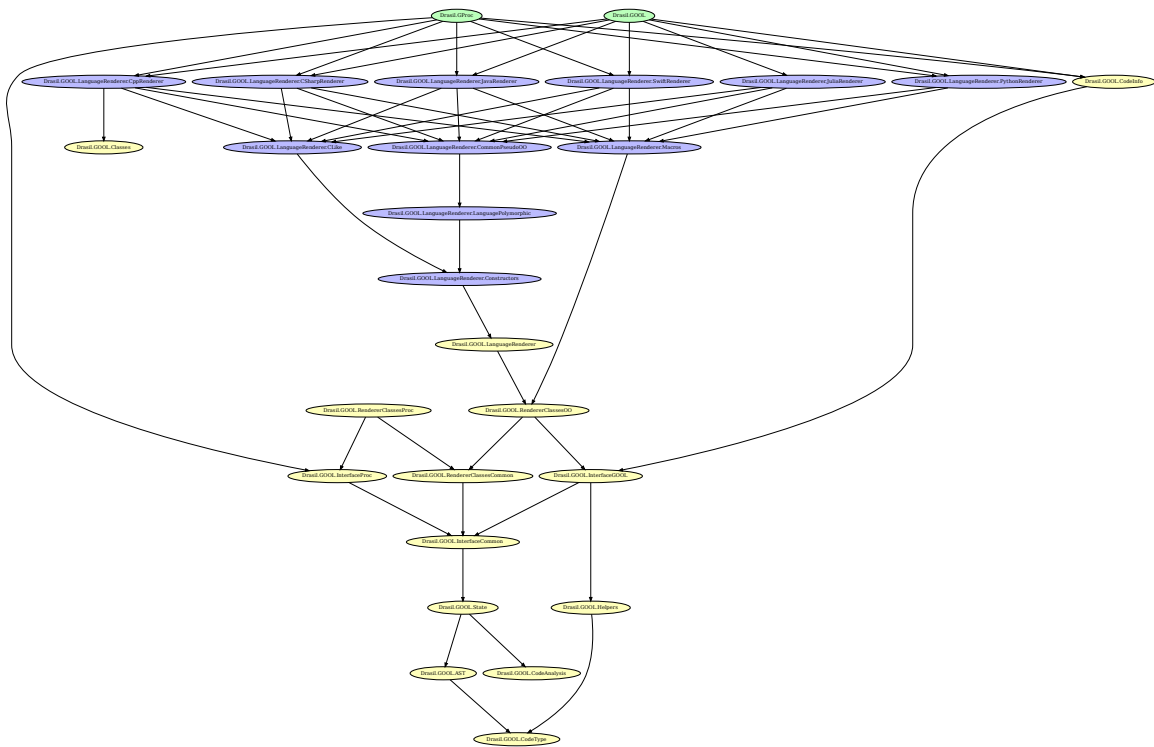 Drasil.GProc
Drasil.GOOL
Drasil.GOOL.LanguageRenderer.CppRenderer
Drasil.GOOL.LanguageRenderer.CSharpRenderer
Drasil.GOOL.LanguageRenderer.JavaRenderer
Drasil.GOOL.LanguageRenderer.SwiftRenderer
Drasil.GOOL.LanguageRenderer.JuliaRenderer
Drasil.GOOL.LanguageRenderer.PythonRenderer
Drasil.GOOL.CodeInfo
Drasil.GOOL.Classes
Drasil.GOOL.LanguageRenderer.CLike
Drasil.GOOL.LanguageRenderer.CommonPseudoOO
Drasil.GOOL.LanguageRenderer.Macros
Drasil.GOOL.LanguageRenderer.LanguagePolymorphic
Drasil.GOOL.LanguageRenderer.Constructors
Drasil.GOOL.LanguageRenderer
Drasil.GOOL.RendererClassesProc
Drasil.GOOL.RendererClassesOO
Drasil.GOOL.InterfaceProc
Drasil.GOOL.RendererClassesCommon
Drasil.GOOL.InterfaceGOOL
Drasil.GOOL.InterfaceCommon
Drasil.GOOL.State
Drasil.GOOL.Helpers
Drasil.GOOL.AST
Drasil.GOOL.CodeAnalysis
Drasil.GOOL.CodeType